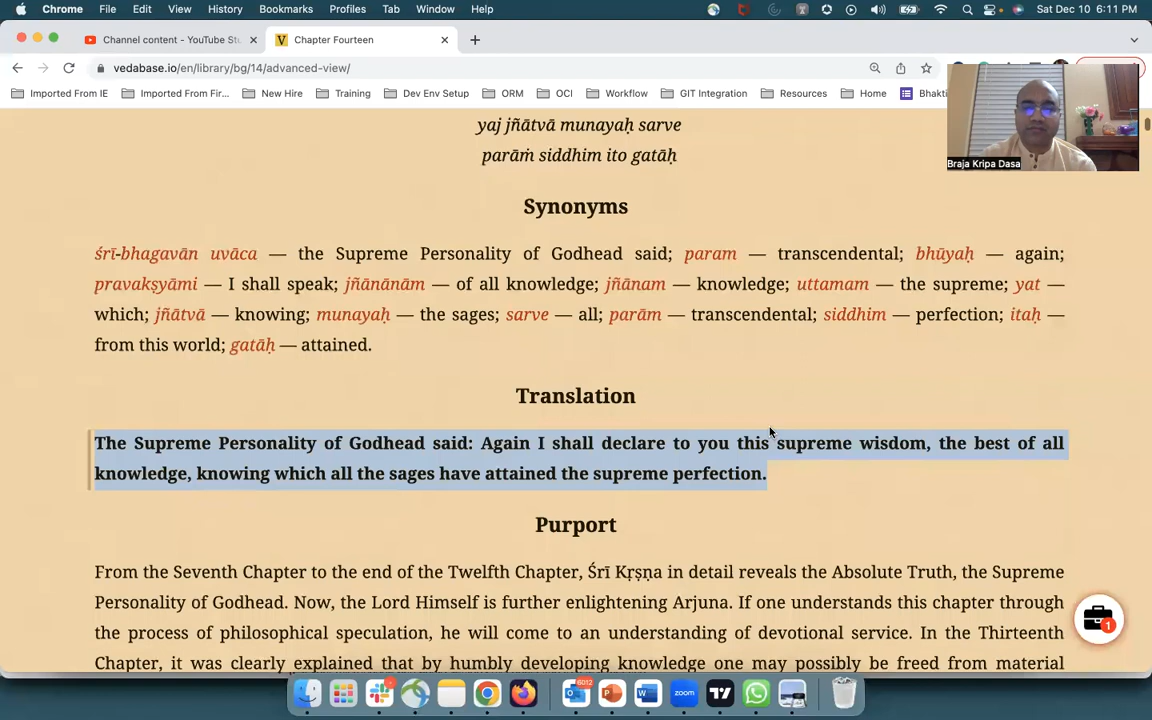 Chrome File Edit View History Bookmarks Profiles Tab Window Help Sat Dec 10 6:11 PM
Channel content - YouTube Stu Chapter Fourteen
vedabase.io/en/library/bg/14/advanced-view/
Imported From IE Imported From Fir... New Hire Training Dev Env Setup ORM OCI Workflow GIT Integration Resources Home Bhakti
yaj jñātvā munayaḥ sarve
parāṁ siddhim ito gatāḥ
Braja Kripa Dasa
Synonyms
śrī-bhagavān uvāca — the Supreme Personality of Godhead said; param — transcendental; bhūyaḥ — again;
pravakṣyāmi — I shall speak; jñānānām — of all knowledge; jñānam — knowledge; uttamam — the supreme; yat —
which; jñātvā — knowing; munayaḥ — the sages; sarve — all; parām — transcendental; siddhim — perfection; itaḥ —
from this world; gatāḥ — attained.
Translation
The Supreme Personality of Godhead said: Again I shall declare to you this supreme wisdom, the best of all
knowledge, knowing which all the sages have attained the supreme perfection.
Purport
From the Seventh Chapter to the end of the Twelfth Chapter, Śrī Kṛṣṇa in detail reveals the Absolute Truth, the Supreme
Personality of Godhead. Now, the Lord Himself is further enlightening Arjuna. If one understands this chapter through
the process of philosophical speculation, he will come to an understanding of devotional service. In the Thirteenth
Chapter, it was clearly explained that by humbly developing knowledge one may possibly be freed from material
1
6012
zoom